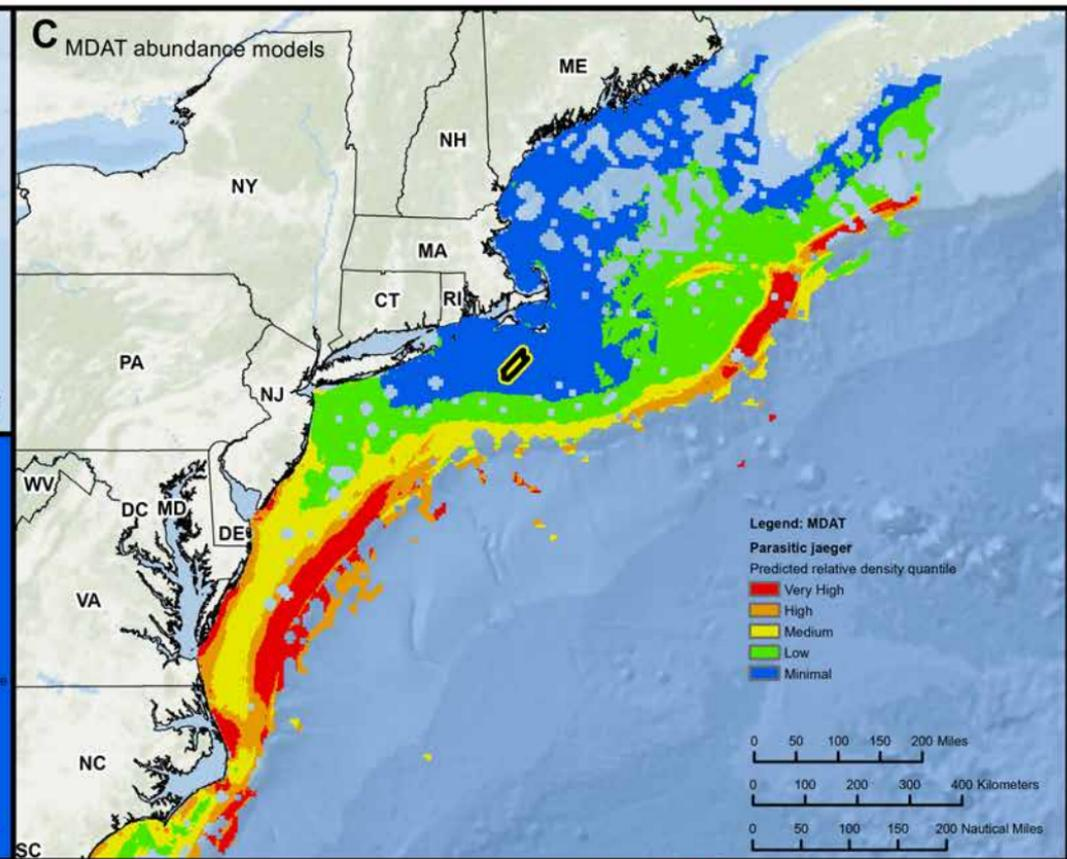 C MDAT abundance models
ME
NH
NY
MA
CT RI
PA
NJ
WV
DC MD
DE
VA
NC
SC
Legend: MDAT
Parasitic jaeger
Predicted relative density quantile
Very High
High
Medium
Low
Minimal
0 50 100 150 200 Miles
0 100 200 300 400 Kilometers
0 50 100 150 200 Nautical Miles